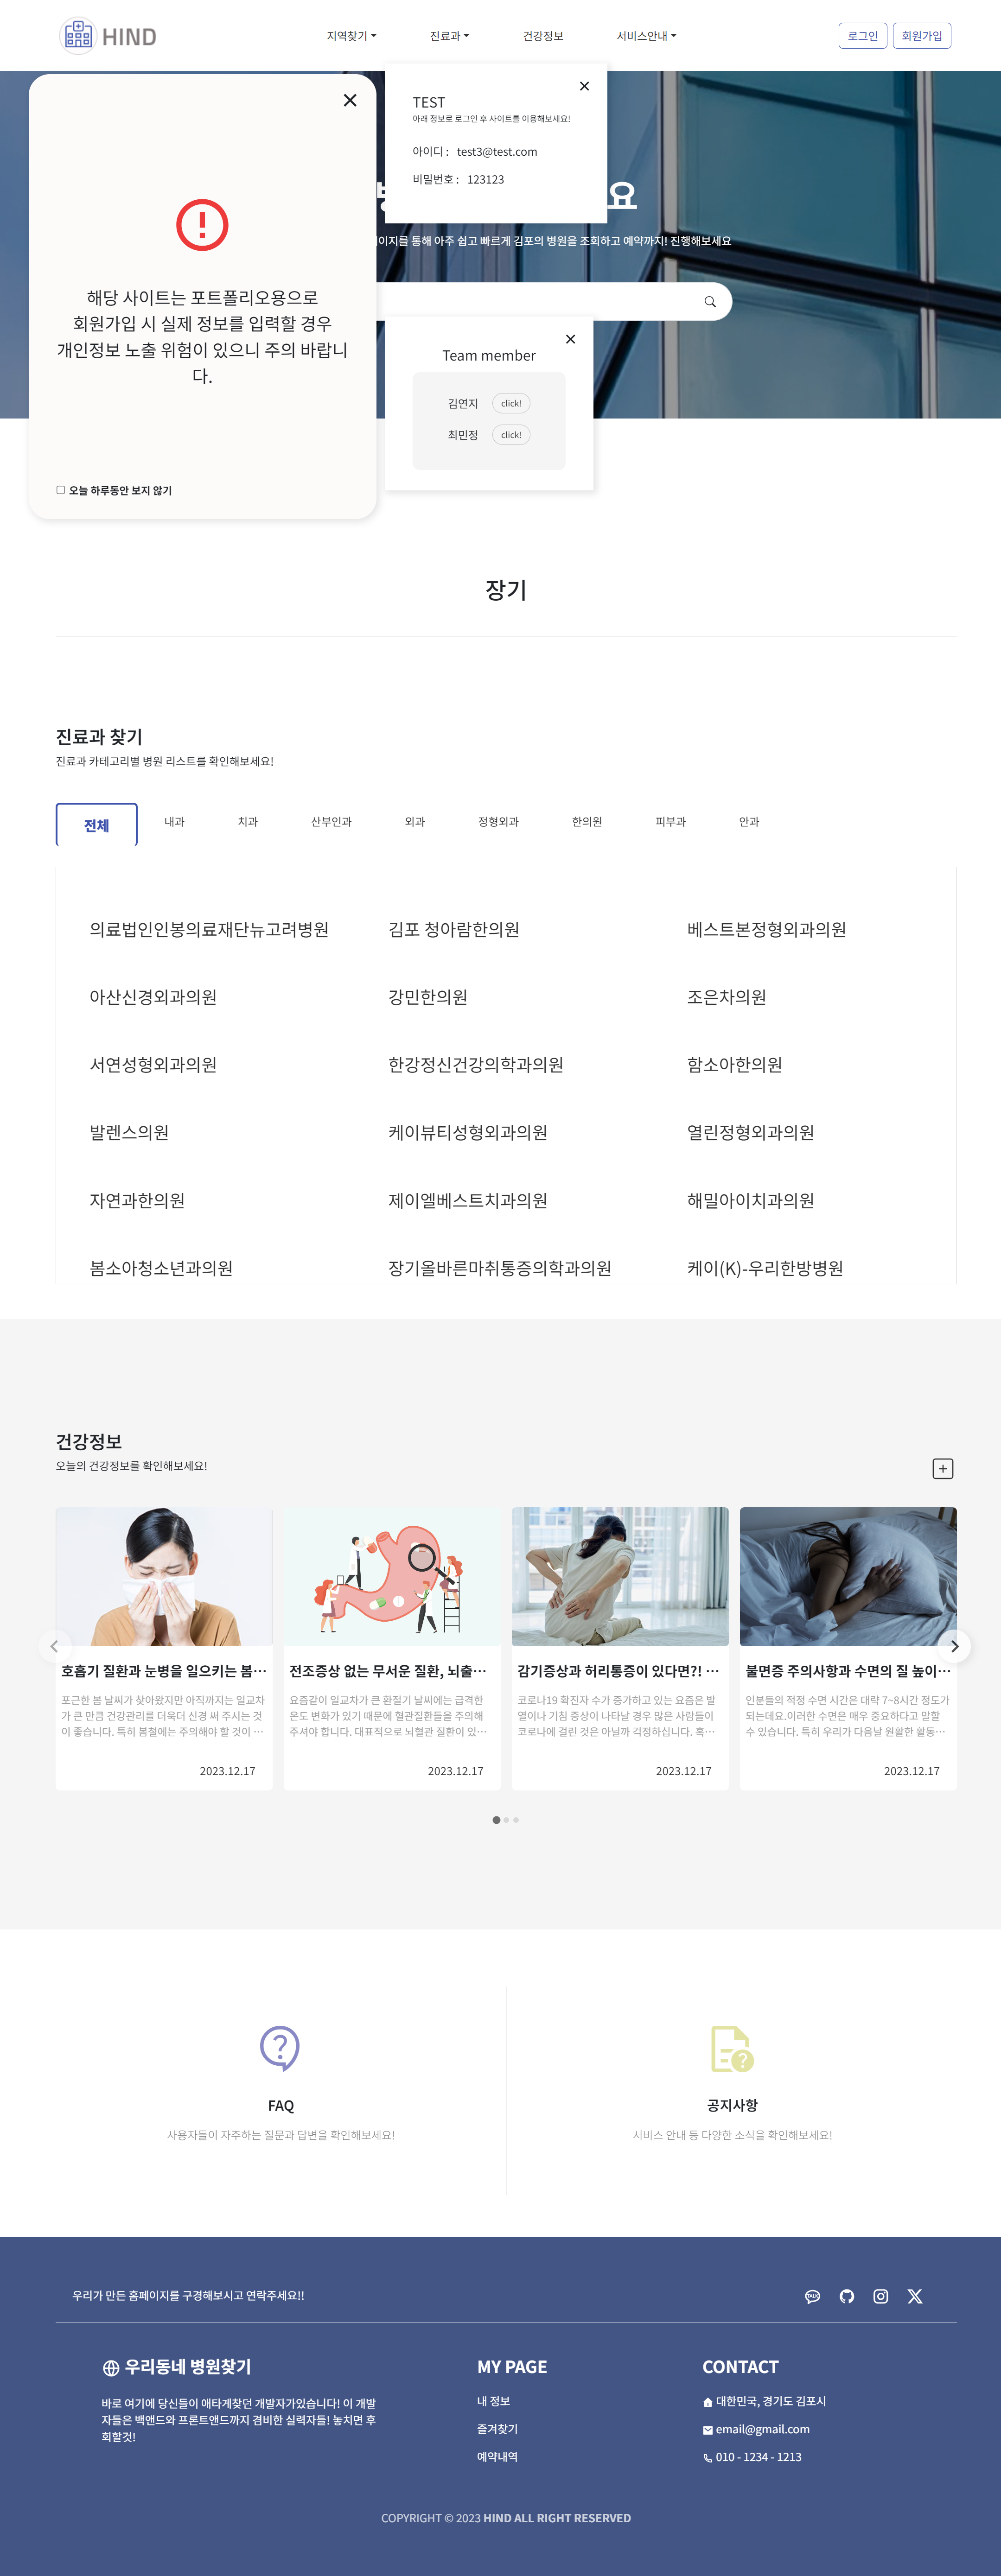 HIND
지역찾기
진료과
건강정보
서비스안내
로그인
회원가입
해당 사이트는 포트폴리오용으로
회원가입 시 실제 정보를 입력할 경우
개인정보 노출 위험이 있으니 주의 바랍니
다.
오늘 하루동안 보지 않기
TEST
아래 정보로 로그인 후 사이트를 이용해보세요!
아이디 : test3@test.com
비밀번호 : 123123
요
통해 아주 쉽고 빠르게 김포의 병원을 조회하고 예약까지! 진행해보세요
Team member
김연지 click!
최민정 click!
장기
진료과 찾기
진료과 카테고리별 병원 리스트를 확인해보세요!
전체 내과 치과 산부인과 외과 정형외과 한의원 피부과 안과
의료법인인봉의료재단뉴고려병원 김포 청아람한의원 베스트본정형외과의원
아산신경외과의원 강민한의원 조은차의원
서연성형외과의원 한강정신건강의학과의원 함소아한의원
발렌스의원 케이뷰티성형외과의원 열린정형외과의원
자연과한의원 제이엘베스트치과의원 해밀아이치과의원
봄소아청소년과의원 장기올바른마취통증의학과의원 케이(K)-우리한방병원
건강정보
오늘의 건강정보를 확인해보세요!
호흡기 질환과 눈병을 일으키는 봄…
포근한 봄 날씨가 찾아왔지만 아직까지는 일교차
가 큰 만큼 건강관리를 더욱더 신경 써 주시는 것
이 좋습니다. 특히 봄철에는 주의해야 할 것이 …
2023.12.17
전조증상 없는 무서운 질환, 뇌출…
요즘같이 일교차가 큰 환절기 날씨에는 급격한
온도 변화가 있기 때문에 혈관질환들을 주의해
주셔야 합니다. 대표적으로 뇌혈관 질환이 있…
2023.12.17
감기증상과 허리통증이 있다면?! …
코로나19 확진자 수가 증가하고 있는 요즘은 발
열이나 기침 증상이 나타날 경우 많은 사람들이
코로나에 걸린 것은 아닐까 걱정하십니다. 혹…
2023.12.17
불면증 주의사항과 수면의 질 높이…
인분들의 적정 수면 시간은 대략 7~8시간 정도가
되는데요.이러한 수면은 매우 중요하다고 말할
수 있습니다. 특히 우리가 다음날 원활한 활동…
2023.12.17
FAQ
사용자들이 자주하는 질문과 답변을 확인해보세요!
공지사항
서비스 안내 등 다양한 소식을 확인해보세요!
우리가 만든 홈페이지를 구경해보시고 연락주세요!!
TALK
우리동네 병원찾기
바로 여기에 당신들이 애타게찾던 개발자가있습니다! 이 개발
자들은 백앤드와 프론트앤드까지 겸비한 실력자들! 놓치면 후
회할것!
MY PAGE
내 정보
즐겨찾기
예약내역
CONTACT
대한민국, 경기도 김포시
email@gmail.com
010 - 1234 - 1213
COPYRIGHT © 2023 HIND ALL RIGHT RESERVED